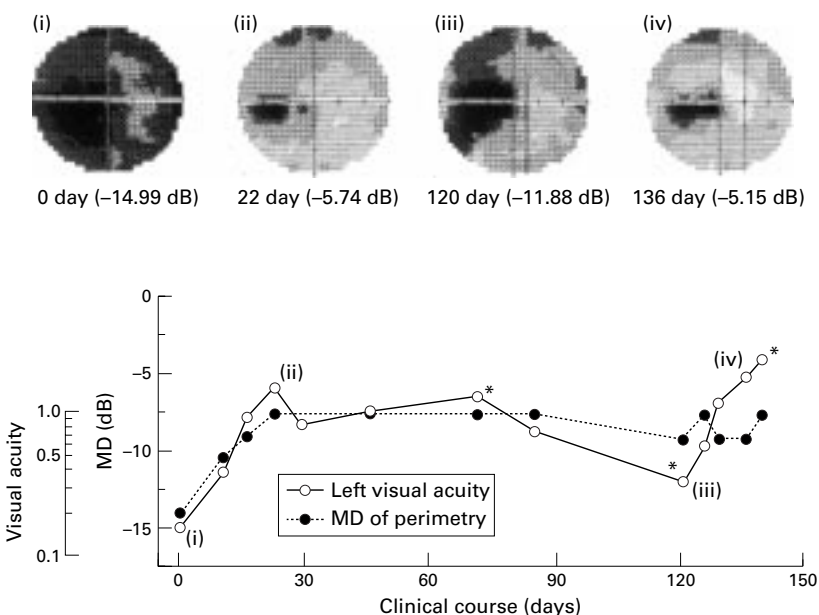 (i)
(ii)
(iii)
(iv)
0 day (–14.99 dB)
22 day (–5.74 dB)
120 day (–11.88 dB)
136 day (–5.15 dB)
0
–5
–10
–15
MD (dB)
1.0
0.5
0.1
Visual acuity
(i)
(ii)
*
*
(iii)
(iv)
*
Left visual acuity
MD of perimetry
0
30
60
90
120
150
Clinical course (days)